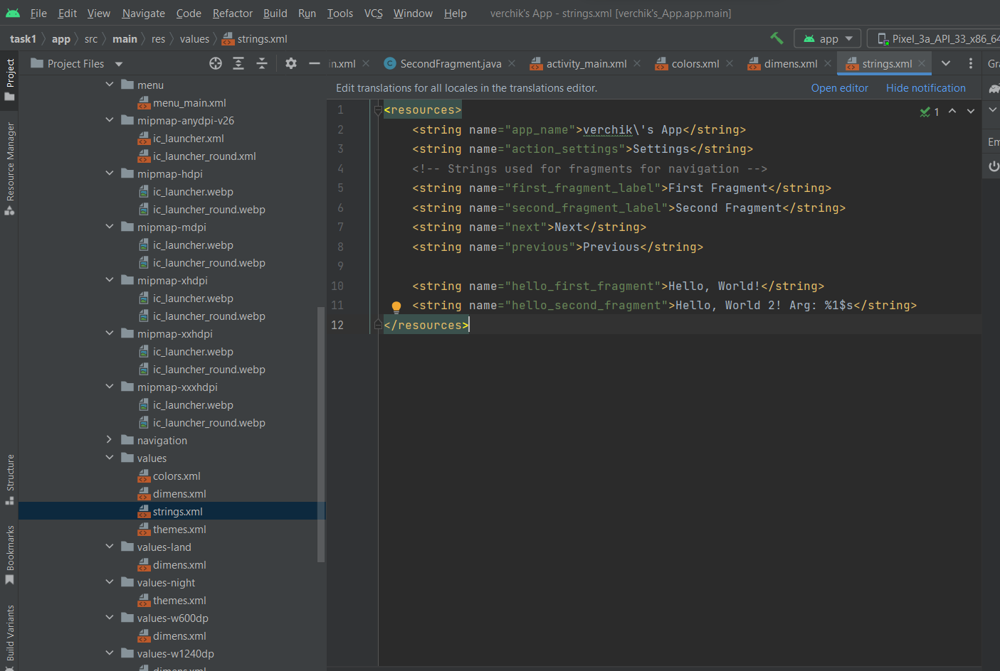 File Edit View Navigate Code Refactor Build Run Tools VCS Window Help verchik's App - strings.xml [verchik's_App.app.main]
task1 app src main res values strings.xml app Pixel_3a_API_33_x86_64
Project Files
n.xml SecondFragment.java activity_main.xml colors.xml dimens.xml strings.xml Gr
Edit translations for all locales in the translations editor. Open editor Hide notification
Project
Resource Manager
Structure
Bookmarks
Build Variants
menu
menu_main.xml
mipmap-anydpi-v26
ic_launcher.xml
ic_launcher_round.xml
mipmap-hdpi
ic_launcher.webp
ic_launcher_round.webp
mipmap-mdpi
ic_launcher.webp
ic_launcher_round.webp
mipmap-xhdpi
ic_launcher.webp
ic_launcher_round.webp
mipmap-xxhdpi
ic_launcher.webp
ic_launcher_round.webp
mipmap-xxxhdpi
ic_launcher.webp
ic_launcher_round.webp
navigation
values
colors.xml
dimens.xml
strings.xml
themes.xml
values-land
dimens.xml
values-night
themes.xml
values-w600dp
dimens.xml
values-w1240dp
dimens.xml
1 <resources>
2 <string name="app_name">verchik\'s App</string>
3 <string name="action_settings">Settings</string>
4 <!-- Strings used for fragments for navigation -->
5 <string name="first_fragment_label">First Fragment</string>
6 <string name="second_fragment_label">Second Fragment</string>
7 <string name="next">Next</string>
8 <string name="previous">Previous</string>
9
10 <string name="hello_first_fragment">Hello, World!</string>
11 <string name="hello_second_fragment">Hello, World 2! Arg: %1$s</string>
12 </resources>
1
Em